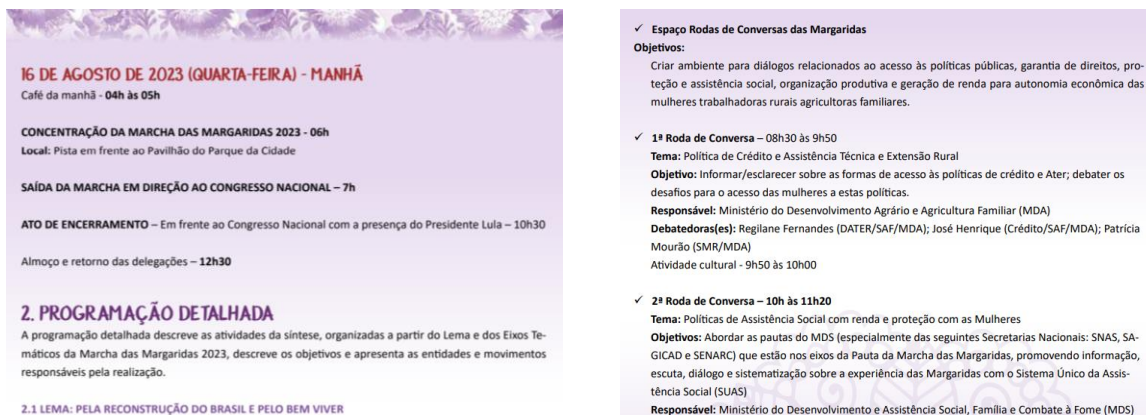 16 DE AGOSTO DE 2023 (QUARTA-FEIRA) - MANHÃ
Café da manhã - 04h às 05h
CONCENTRAÇÃO DA MARCHA DAS MARGARIDAS 2023 - 06h
Local: Pista em frente ao Pavilhão do Parque da Cidade
SAÍDA DA MARCHA EM DIREÇÃO AO CONGRESSO NACIONAL – 7h
ATO DE ENCERRAMENTO – Em frente ao Congresso Nacional com a presença do Presidente Lula – 10h30
Almoço e retorno das delegações – 12h30
2. PROGRAMAÇÃO DETALHADA
A programação detalhada descreve as atividades da síntese, organizadas a partir do Lema e dos Eixos Te-
máticos da Marcha das Margaridas 2023, descreve os objetivos e apresenta as entidades e movimentos
responsáveis pela realização.
2.1 LEMA: PELA RECONSTRUÇÃO DO BRASIL E PELO BEM VIVER
✓ Espaço Rodas de Conversas das Margaridas
Objetivos:
Criar ambiente para diálogos relacionados ao acesso às políticas públicas, garantia de direitos, pro-
teção e assistência social, organização produtiva e geração de renda para autonomia econômica das
mulheres trabalhadoras rurais agricultoras familiares.
✓ 1ª Roda de Conversa – 08h30 às 9h50
Tema: Política de Crédito e Assistência Técnica e Extensão Rural
Objetivo: Informar/esclarecer sobre as formas de acesso às políticas de crédito e Ater; debater os
desafios para o acesso das mulheres a estas políticas.
Responsável: Ministério do Desenvolvimento Agrário e Agricultura Familiar (MDA)
Debatedoras(es): Regilane Fernandes (DATER/SAF/MDA); José Henrique (Crédito/SAF/MDA); Patrícia
Mourão (SMR/MDA)
Atividade cultural - 9h50 às 10h00
✓ 2ª Roda de Conversa – 10h às 11h20
Tema: Políticas de Assistência Social com renda e proteção com as Mulheres
Objetivos: Abordar as pautas do MDS (especialmente das seguintes Secretarias Nacionais: SNAS, SA-
GICAD e SENARC) que estão nos eixos da Pauta da Marcha das Margaridas, promovendo informação,
escuta, diálogo e sistematização sobre a experiência das Margaridas com o Sistema Único da Assis-
tência Social (SUAS)
Responsável: Ministério do Desenvolvimento e Assistência Social, Família e Combate à Fome (MDS)